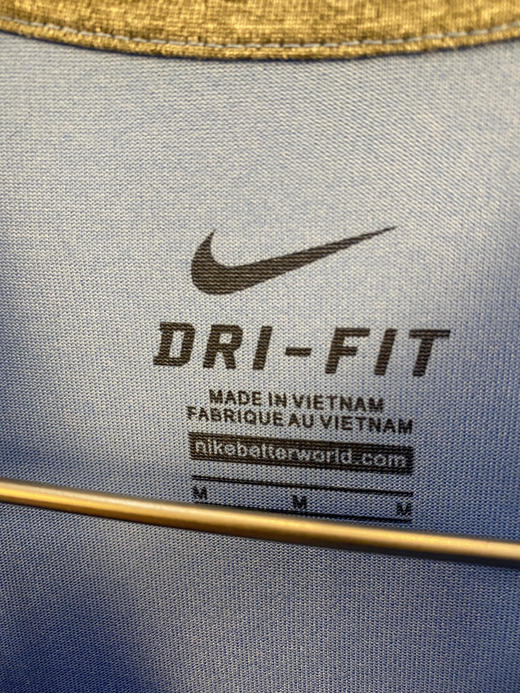 DRI-FIT
MADE IN VIETNAM
FABRIQUE AU VIETNAM
nikebetterworld.com
M M M